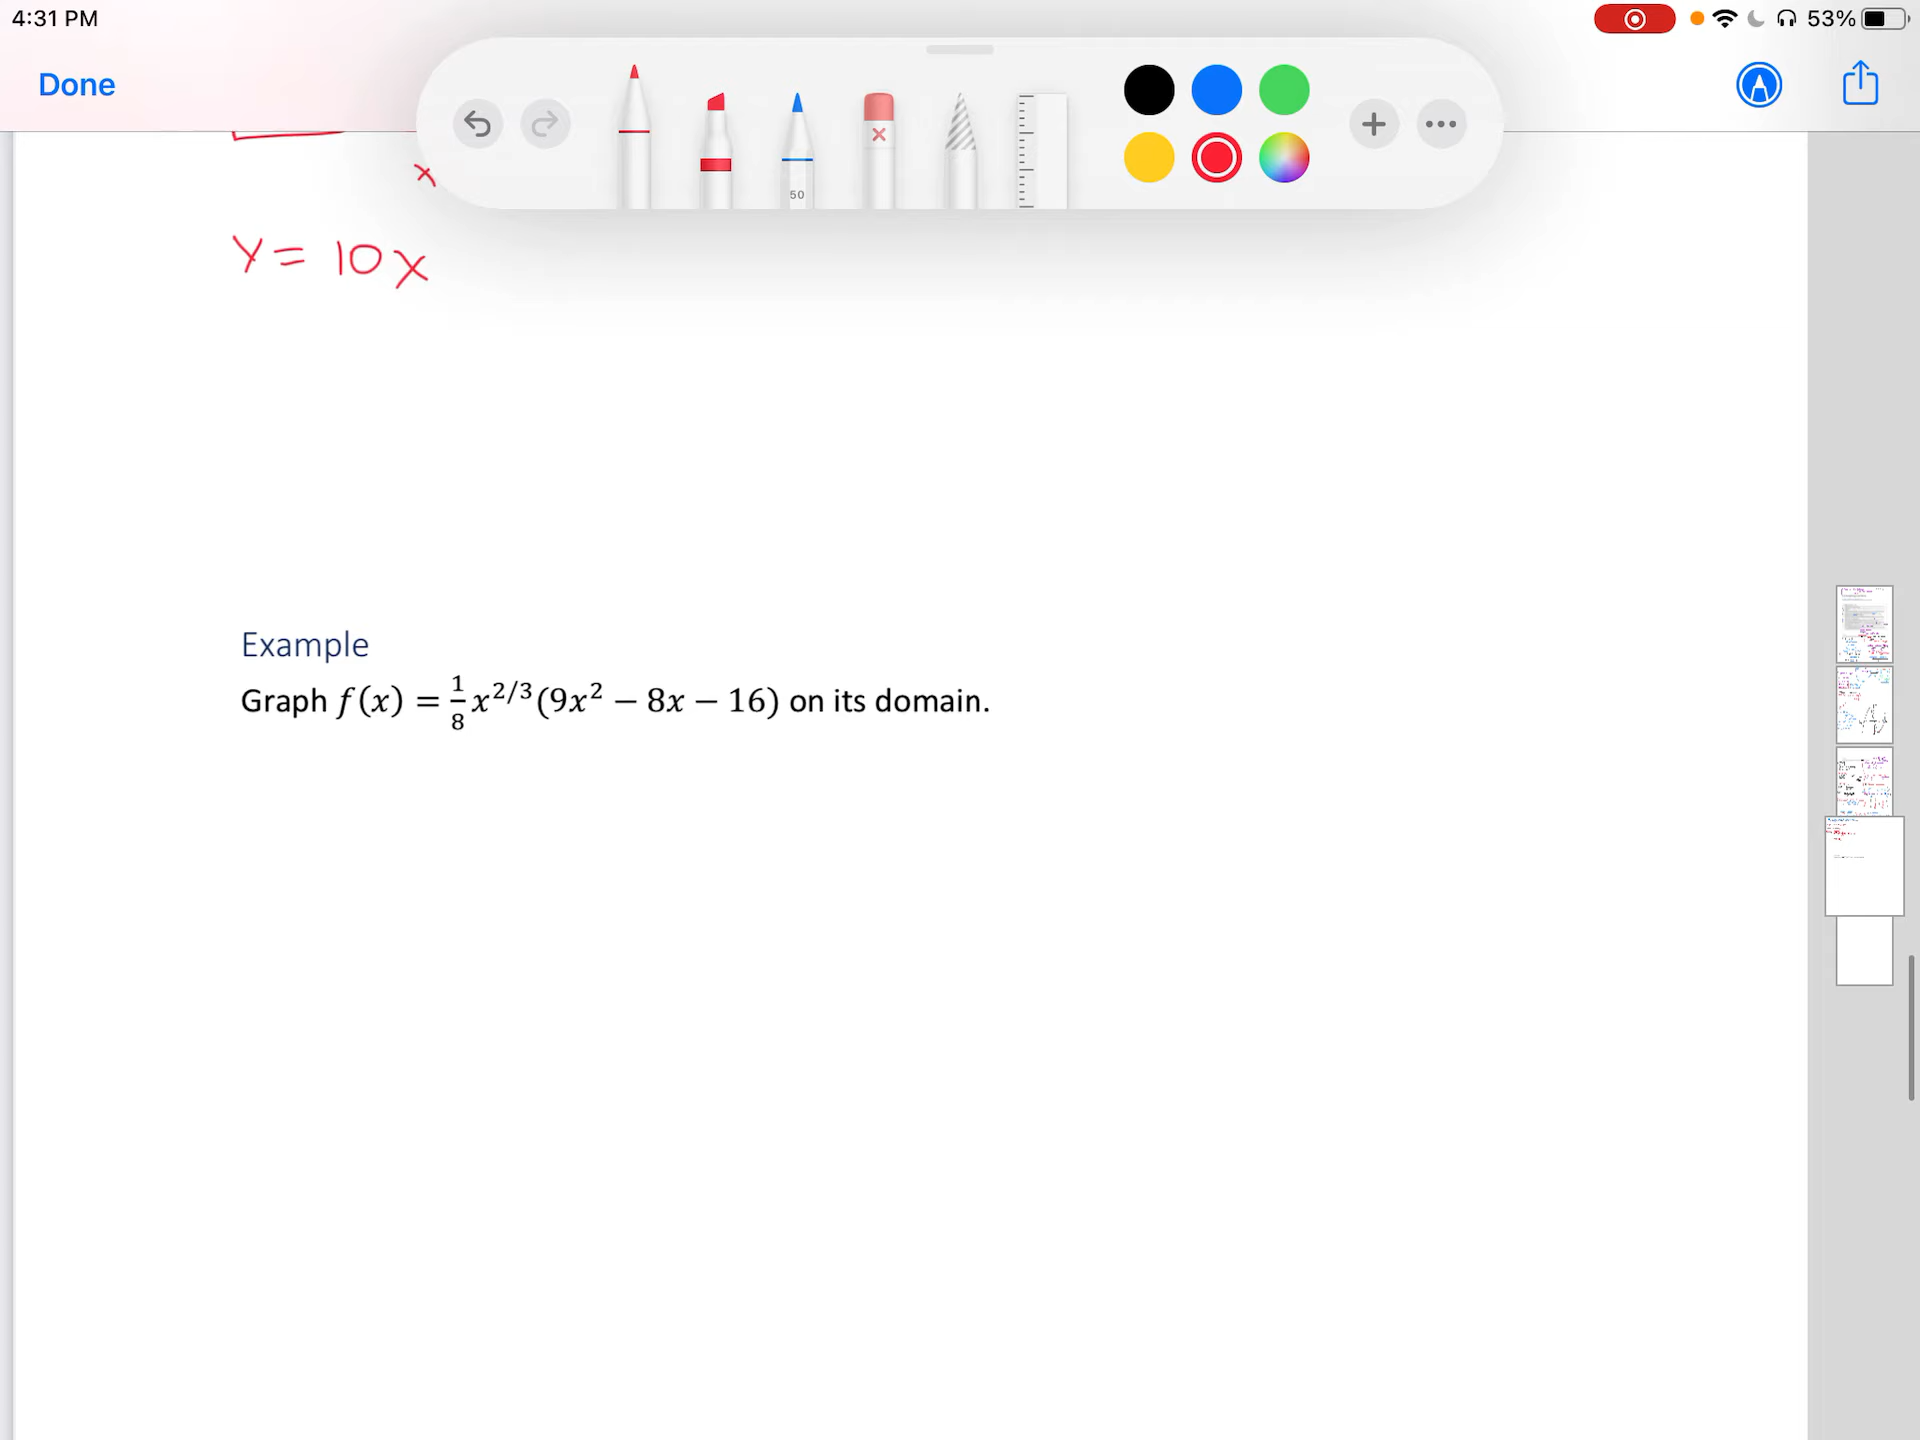 4:31 PM
53%
Done
50
x
y = 10x
Example
Graph f(x) = \frac{1}{8}x^{2/3}(9x^2 − 8x − 16) on its domain.